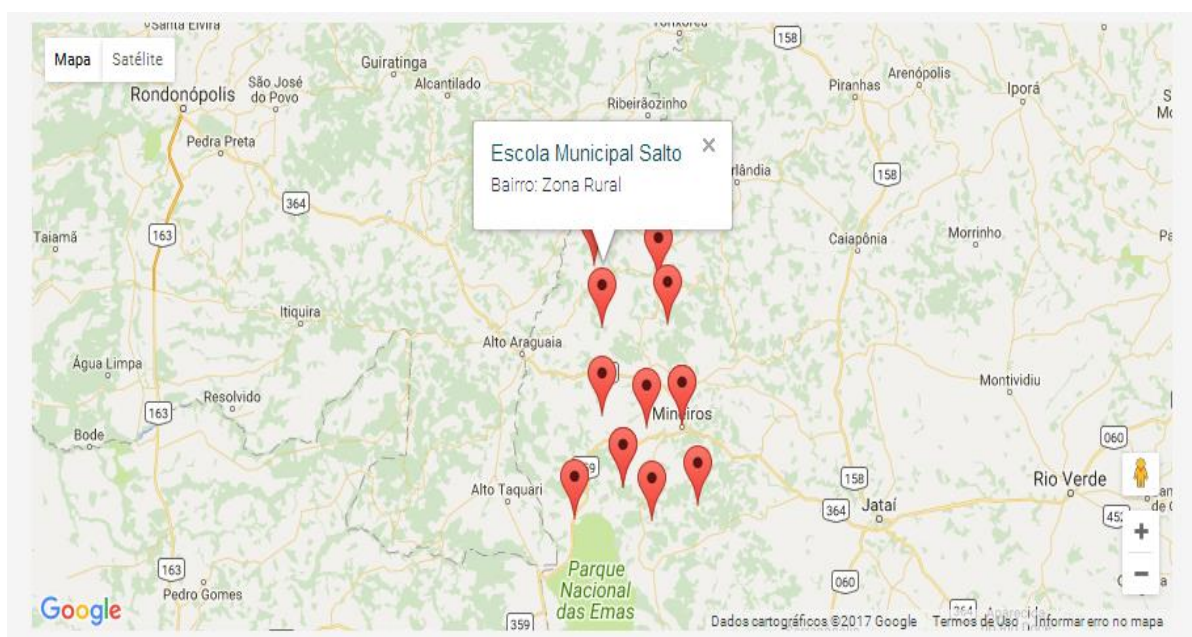 Santa Elvira
158
Mapa
Satélite
Guiratinga
Arenópolis
São José
do Povo
Alcantilado
Piranhas
Iporá
Rondonópolis
Ribeirãozinho
Pedra Preta
Escola Municipal Salto
×
Bairro: Zona Rural
rlândia
158
364
Taiamã
163
Caiapônia
Morrinho
Itiquira
Alto Araguaia
Água Limpa
Resolvido
Montividiu
163
Mineiros
Bode
060
Alto Taquari
158
Rio Verde
364
Jataí
452
+
163
Pedro Gomes
Parque
Nacional
das Emas
060
−
Google
359
364
Dados cartográficos ©2017 Google
Termos de Uso
Informar erro no mapa